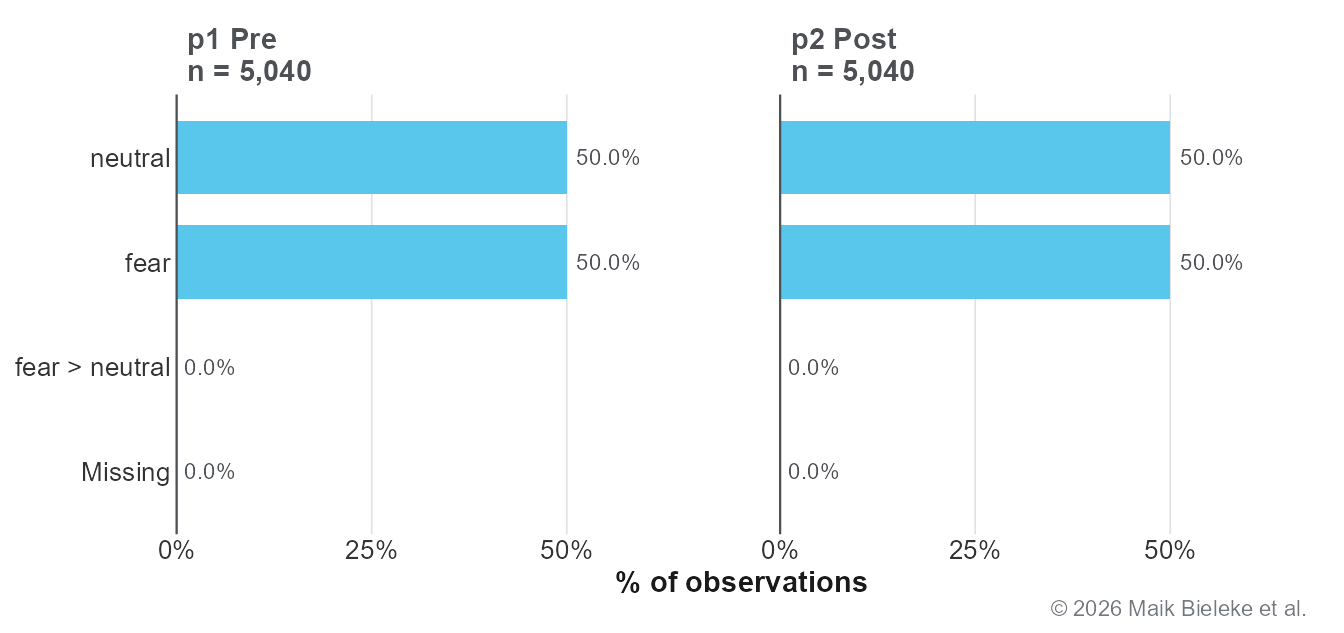 p1 Pre
n = 5,040
p2 Post
n = 5,040
neutral
50.0%
50.0%
fear
50.0%
50.0%
fear > neutral
0.0%
0.0%
Missing
0.0%
0.0%
0%
25%
50%
0%
25%
50%
% of observations
© 2026 Maik Bieleke et al.